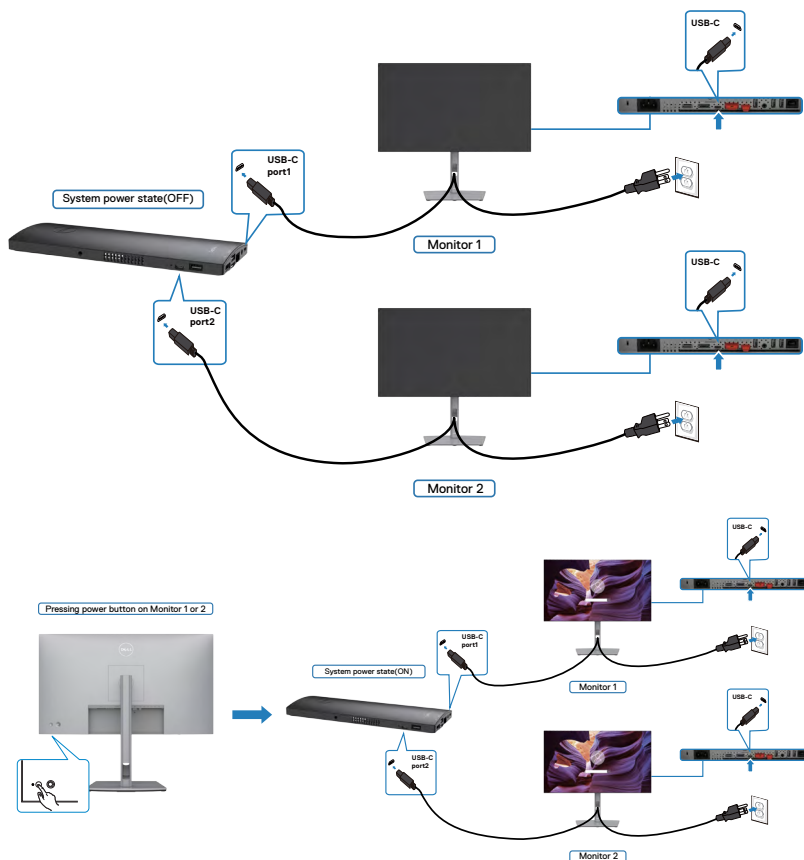 USB-C
USB-C
port1
System power state(OFF)
Monitor 1
USB-C
USB-C
port2
Monitor 2
USB-C
Pressing power button on Monitor 1 or 2
DELL
USB-C
port1
System power state(ON)
Monitor 1
USB-C
USB-C
port2
Monitor 2